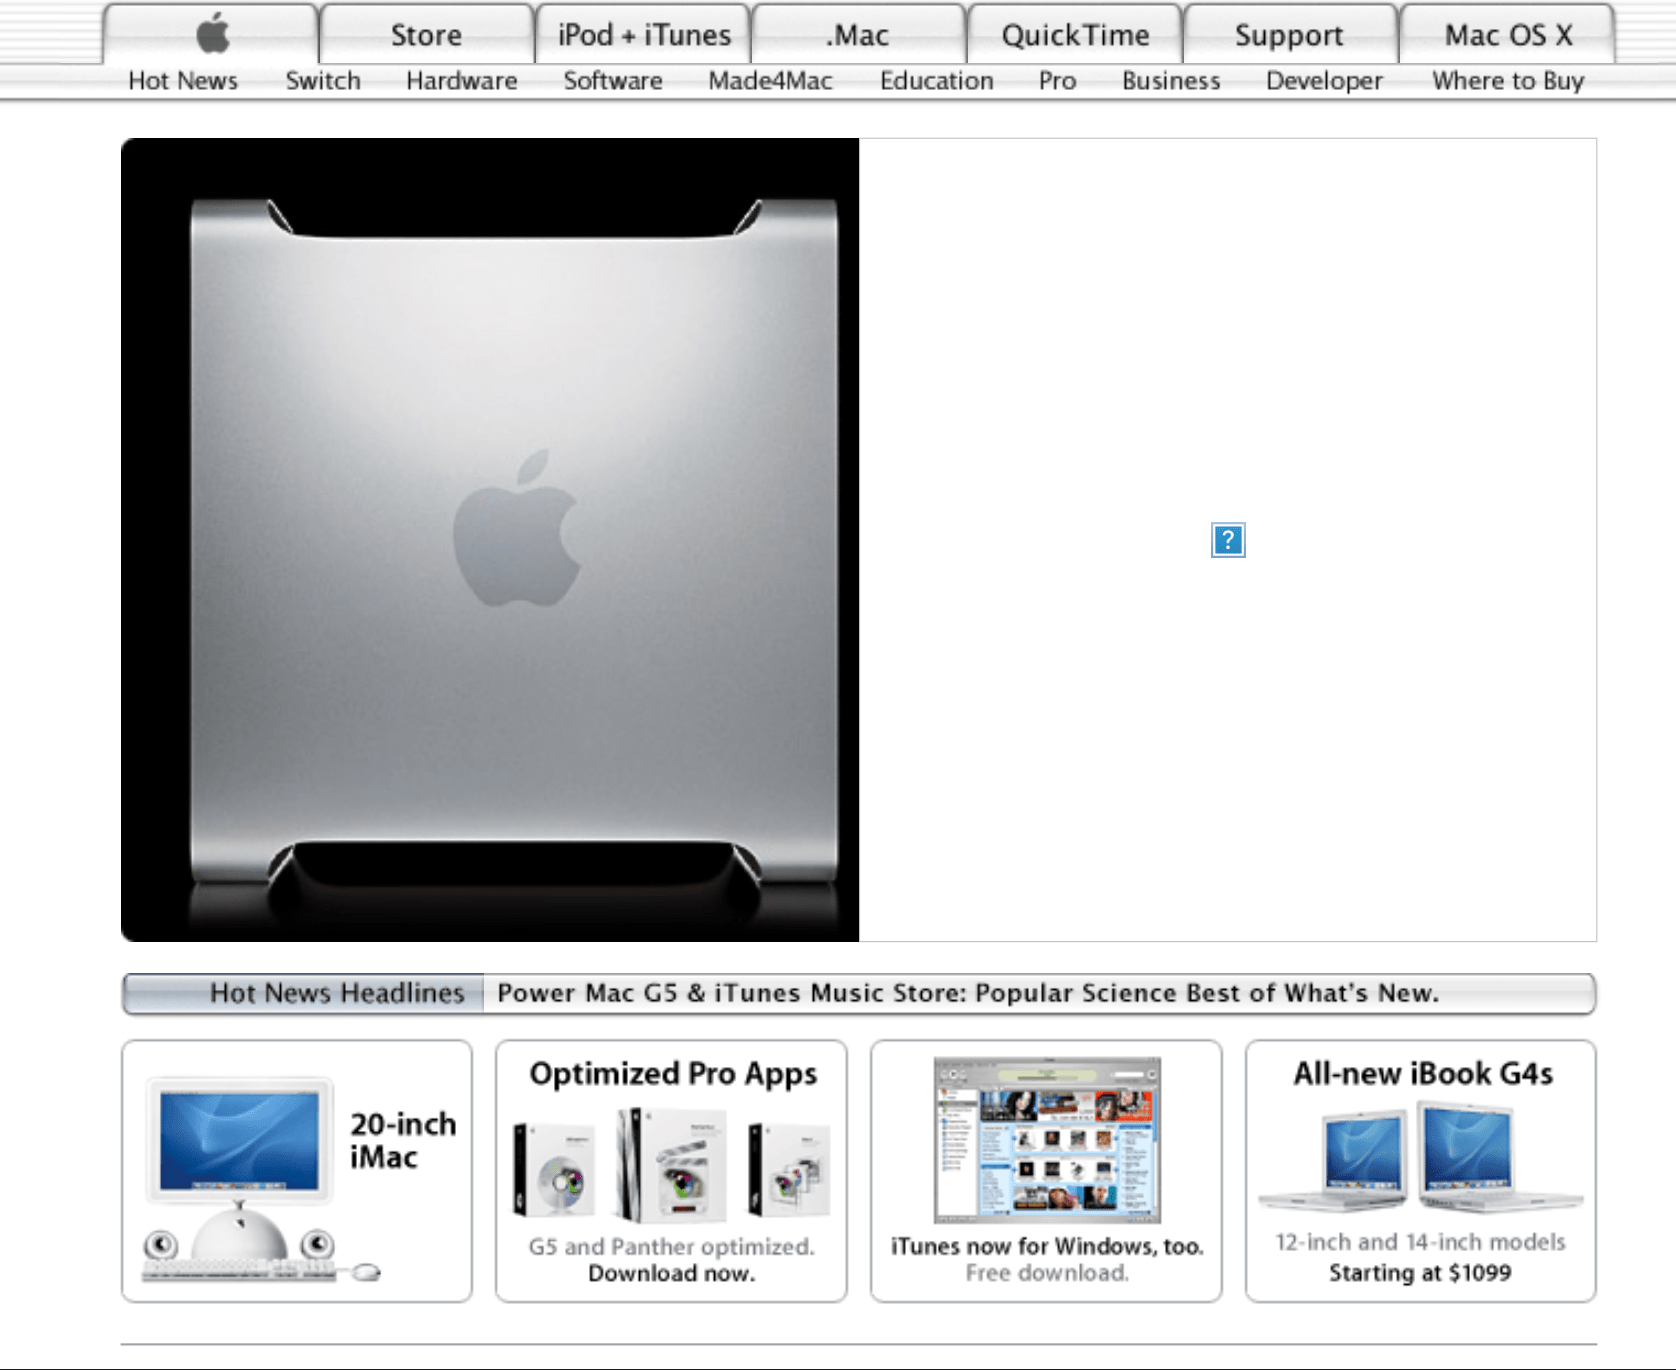 Store
iPod + iTunes
.Mac
QuickTime
Support
Mac OS X
Hot News
Switch
Hardware
Software
Made4Mac
Education
Pro
Business
Developer
Where to Buy
?
Hot News Headlines
Power Mac G5 & iTunes Music Store: Popular Science Best of What's New.
20-inch
iMac
Optimized Pro Apps
G5 and Panther optimized.
Download now.
iTunes now for Windows, too.
Free download.
All-new iBook G4s
12-inch and 14-inch models
Starting at $1099